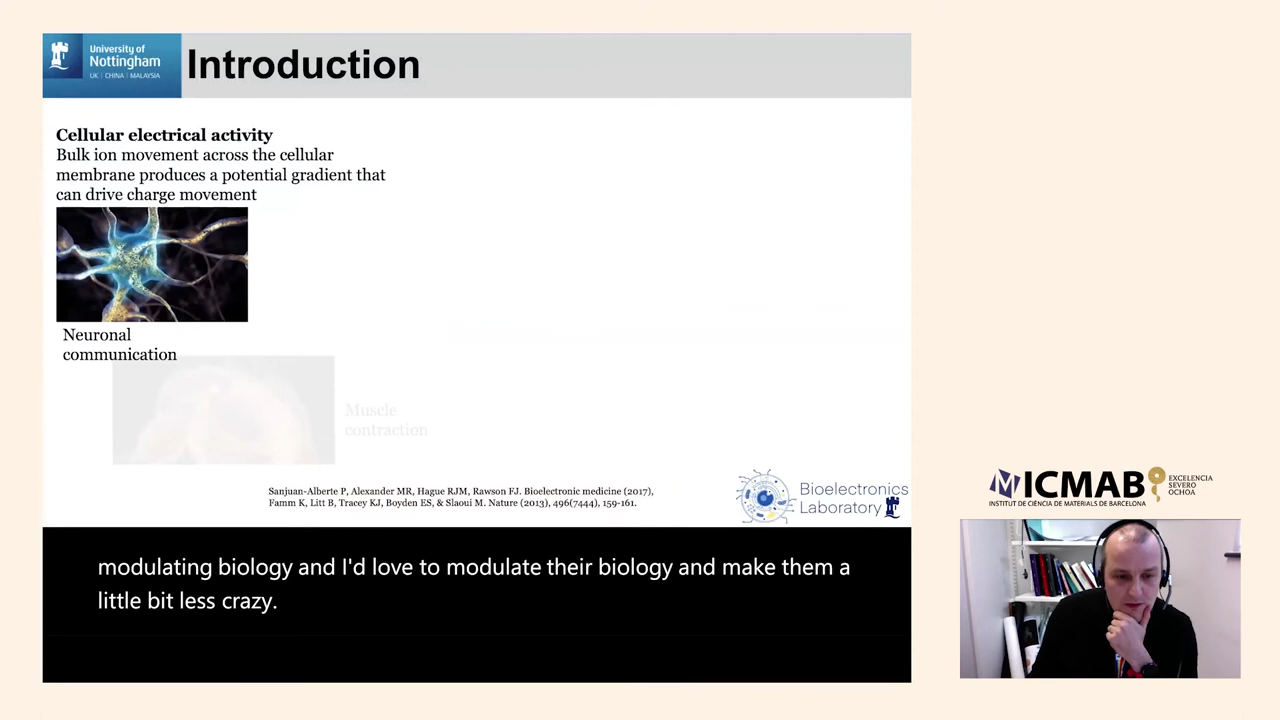 University of
Nottingham
UK | CHINA | MALAYSIA
Introduction
Cellular electrical activity
Bulk ion movement across the cellular
membrane produces a potential gradient that
can drive charge movement
Neuronal
communication
Muscle
contraction
Sanjuan-Alberte P, Alexander MR, Hague RJM, Rawson FJ. Bioelectronic medicine (2017),
Famm K, Litt B, Tracey KJ, Boyden ES, & Slaoui M. Nature (2013), 496(7444), 159-161.
Bioelectronics
Laboratory
modulating biology and I'd love to modulate their biology and make them a
little bit less crazy.
ICMAB
EXCELENCIA
SEVERO
OCHOA
INSTITUT DE CIÈNCIA DE MATERIALS DE BARCELONA